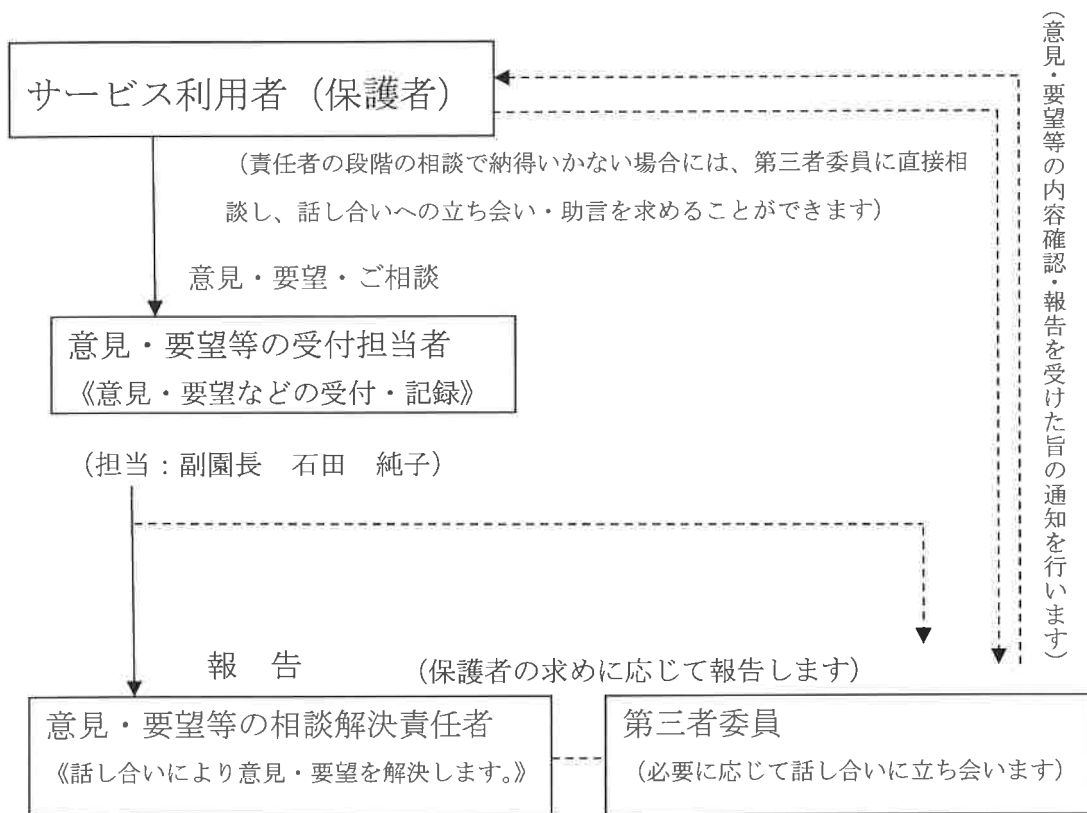 サービス利用者（保護者）
（責任者の段階の相談で納得いかない場合には、第三者委員に直接相
談し、話し合いへの立ち会い・助言を求めることができます）
意見・要望・ご相談
意見・要望等の受付担当者
《意見・要望などの受付・記録》
（担当：副園長　石田　純子）
報　告
（保護者の求めに応じて報告します）
意見・要望等の相談解決責任者
《話し合いにより意見・要望を解決します。》
第三者委員
（必要に応じて話し合いに立ち会います）
（意見・要望等の内容確認・報告を受けた旨の通知を行います）